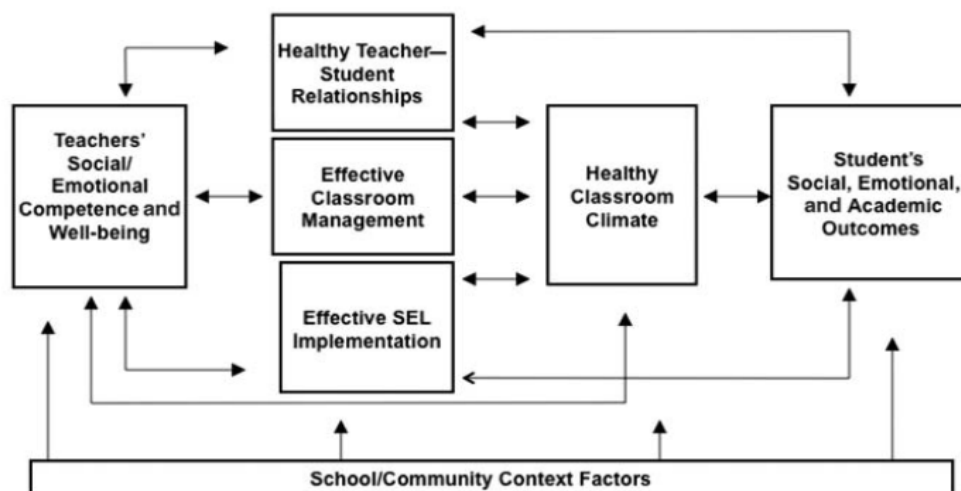 Healthy Teacher—
Student
Relationships
Teachers'
Social/
Emotional
Competence and
Well-being
Effective
Classroom
Management
Healthy
Classroom
Climate
Student's
Social, Emotional,
and Academic
Outcomes
Effective SEL
Implementation
School/Community Context Factors